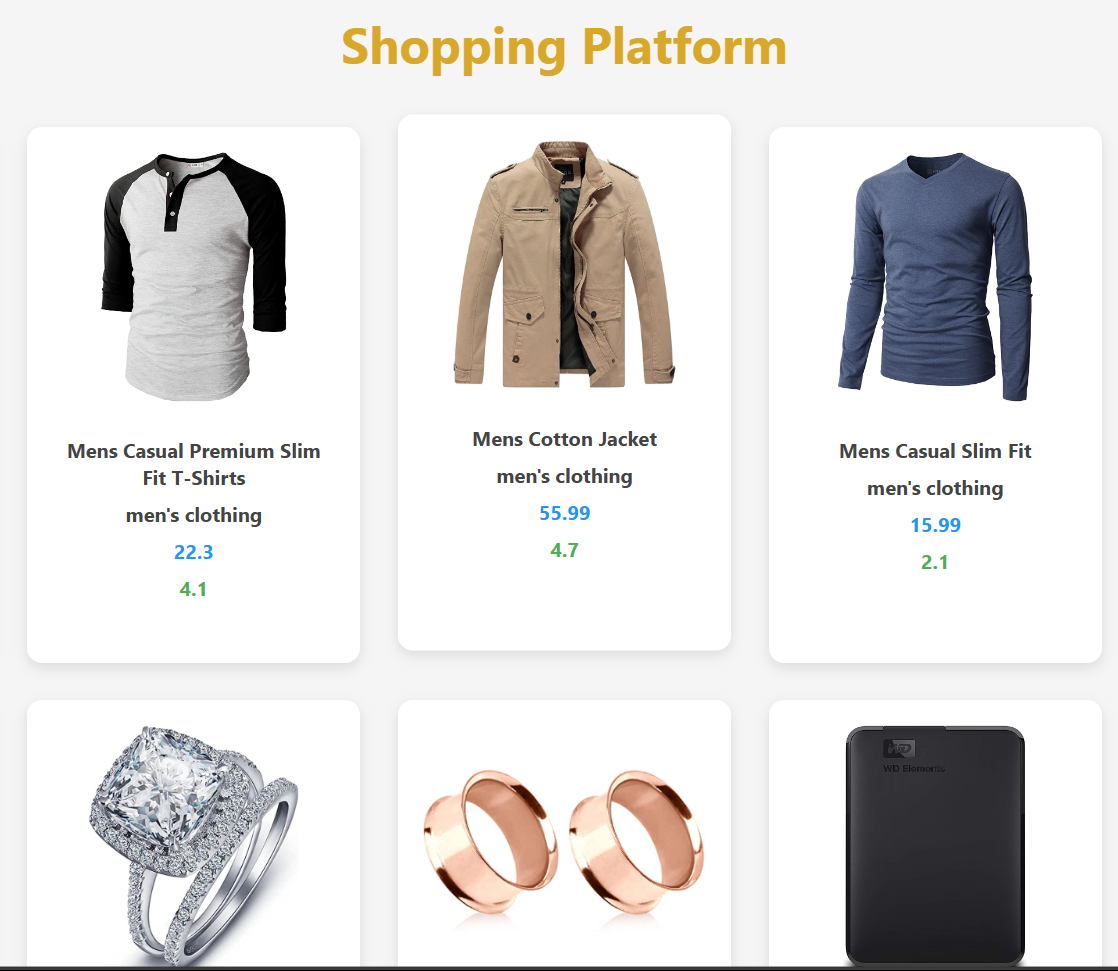 Shopping Platform
Mens Casual Premium Slim
Fit T-Shirts
men's clothing
22.3
4.1
Mens Cotton Jacket
men's clothing
55.99
4.7
Mens Casual Slim Fit
men's clothing
15.99
2.1
WD
WD Elements